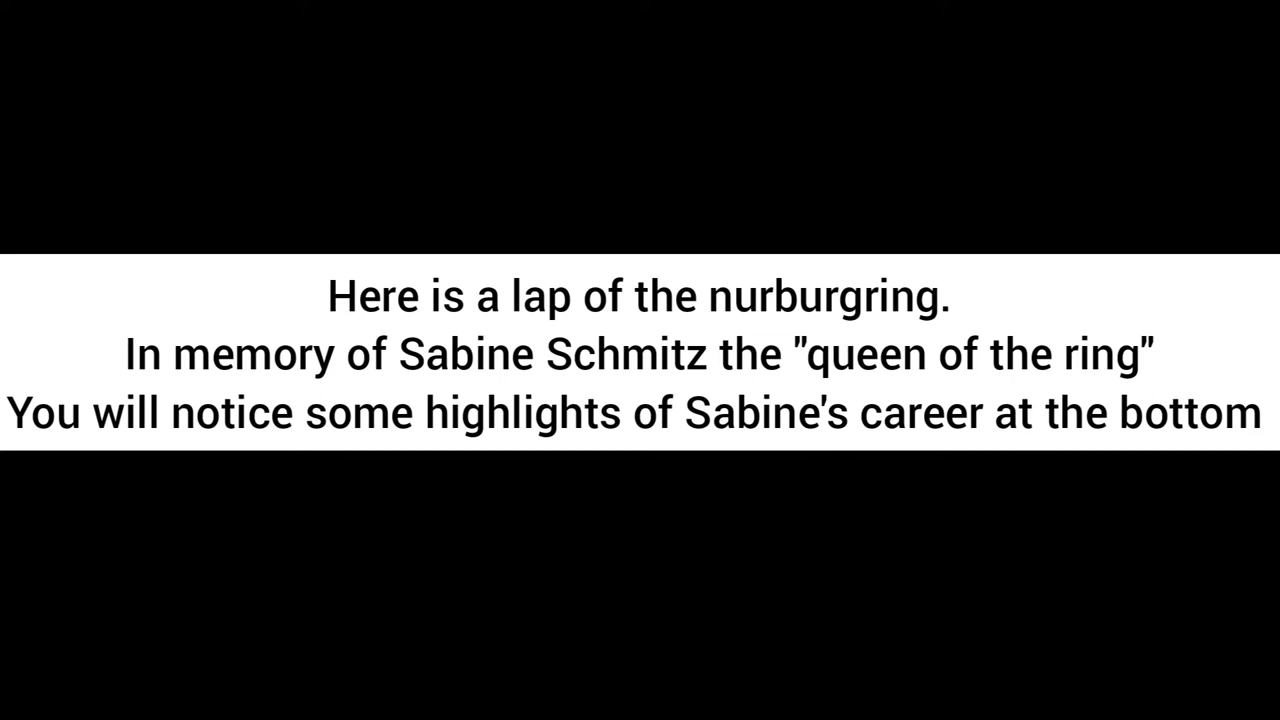 Here is a lap of the nurburgring.
In memory of Sabine Schmitz the "queen of the ring"
You will notice some highlights of Sabine's career at the bottom